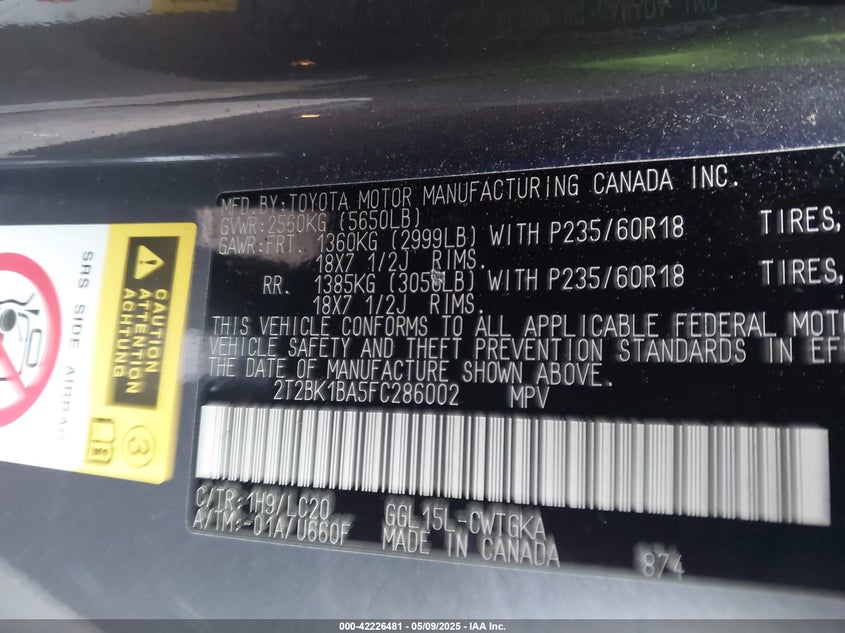 MFD.BY:TOYOTA MOTOR MANUFACTURING CANADA INC.
GVWR:2560KG (5650LB)
GAWR:FRT. 1360KG (2999LB) WITH P235/60R18 TIRES,
18X7 1/2J RIMS.
RR. 1385KG WITH P235/60R18 TIRES,
18X7 1/2J RIMS.
THIS VEHICLE CONFORMS TO ALL APPLICABLE FEDERAL MOTO
VEHICLE SAFETY AND THEFT PREVENTION STANDARDS IN EF
THE DATE OF MANUFACTURE SHOWN ABOVE.
2T2BK1BA5FC286002 MPV
C/TR:1H9/LC20 GGL15L-CWTGKA
A/TM:-01A/U660F MADE IN CANADA 874
SRS SIDE AIRBAG
CAUTION
ATTENTION
ACHTUNG
3
000-42226481 - 05/09/2025 - IAA Inc.